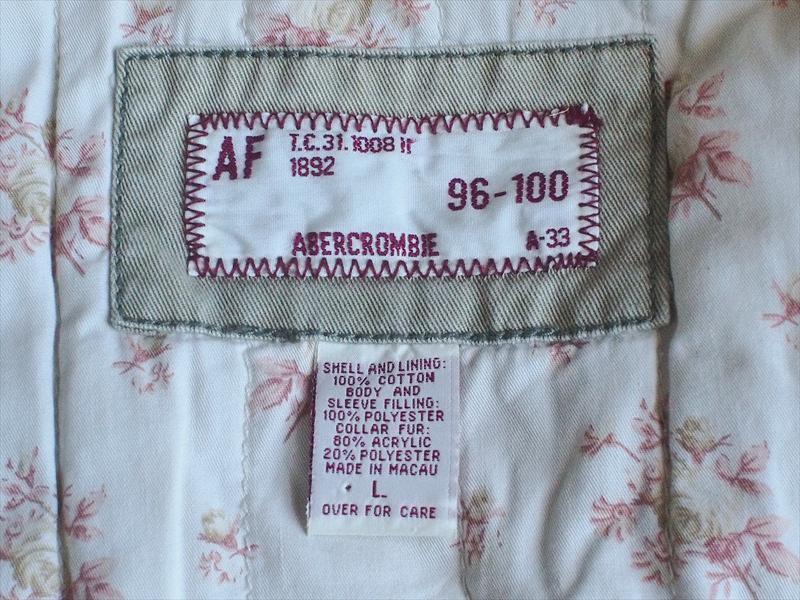 AF T.C.31.1008 Ir
1892
96-100
ABERCROMBIE A-33
SHELL AND LINING:
100% COTTON
BODY AND
SLEEVE FILLING:
100% POLYESTER
COLLAR FUR:
80% ACRYLIC
20% POLYESTER
MADE IN MACAU
L
OVER FOR CARE